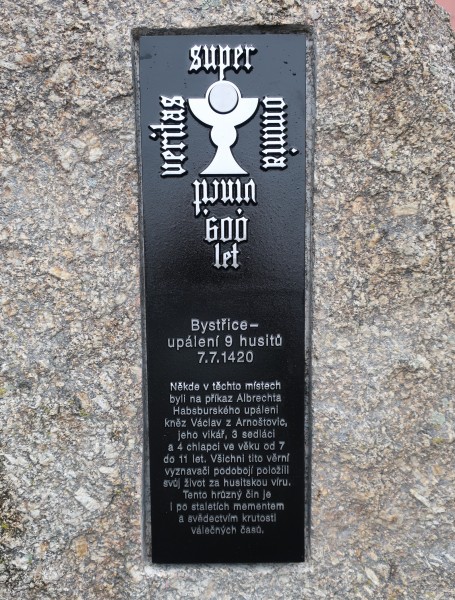 super
veritas
omnia
vincit
600
let
Bystřice–
upálení 9 husitů
7.7.1420
Někde v těchto místech
byli na příkaz Albrechta
Habsburského upáleni
kněz Václav z Arnoštovic,
jeho vikář, 3 sedláci
a 4 chlapci ve věku od 7
do 11 let. Všichni tito věrní
vyznavači podobojí položili
svůj život za husitskou víru.
Tento hrůzný čin je
i po staletích mementem
a svědectvím krutosti
válečných časů.